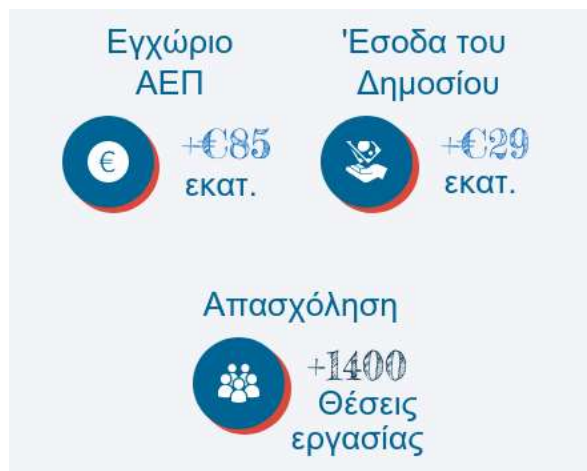 Εγχώριο
ΑΕΠ
+€85
εκατ.
'Εσοδα του
Δημοσίου
+€29
εκατ.
Απασχόληση
+1400
Θέσεις
εργασίας